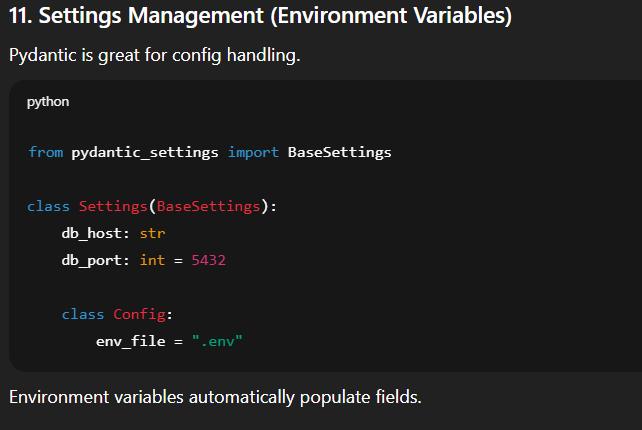 11. Settings Management (Environment Variables)
Pydantic is great for config handling.
python
from pydantic_settings import BaseSettings
class Settings(BaseSettings):
    db_host: str
    db_port: int = 5432
    class Config:
        env_file = ".env"
Environment variables automatically populate fields.